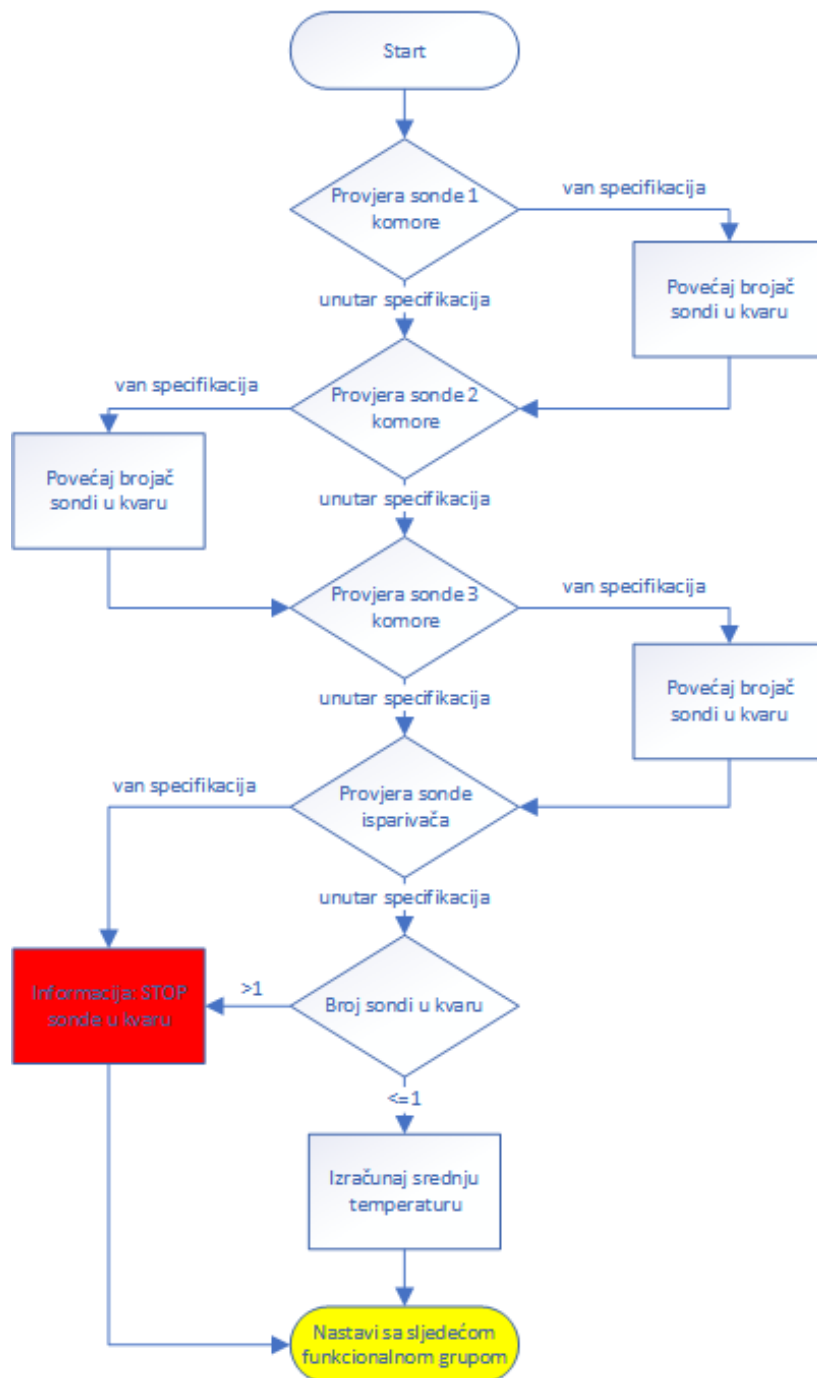 Start
Provjera sonde 1
komore
van specifikacija
Povećaj brojač
sondi u kvaru
unutar specifikacija
Provjera sonde 2
komore
van specifikacija
Povećaj brojač
sondi u kvaru
unutar specifikacija
Provjera sonde 3
komore
van specifikacija
Povećaj brojač
sondi u kvaru
unutar specifikacija
Provjera sonde
isparivača
van specifikacija
unutar specifikacija
Informacija: STOP
sonde u kvaru
>1
Broj sondi u kvaru
<=1
Izračunaj srednju
temperaturu
Nastavi sa sljedećom
funkcionalnom grupom